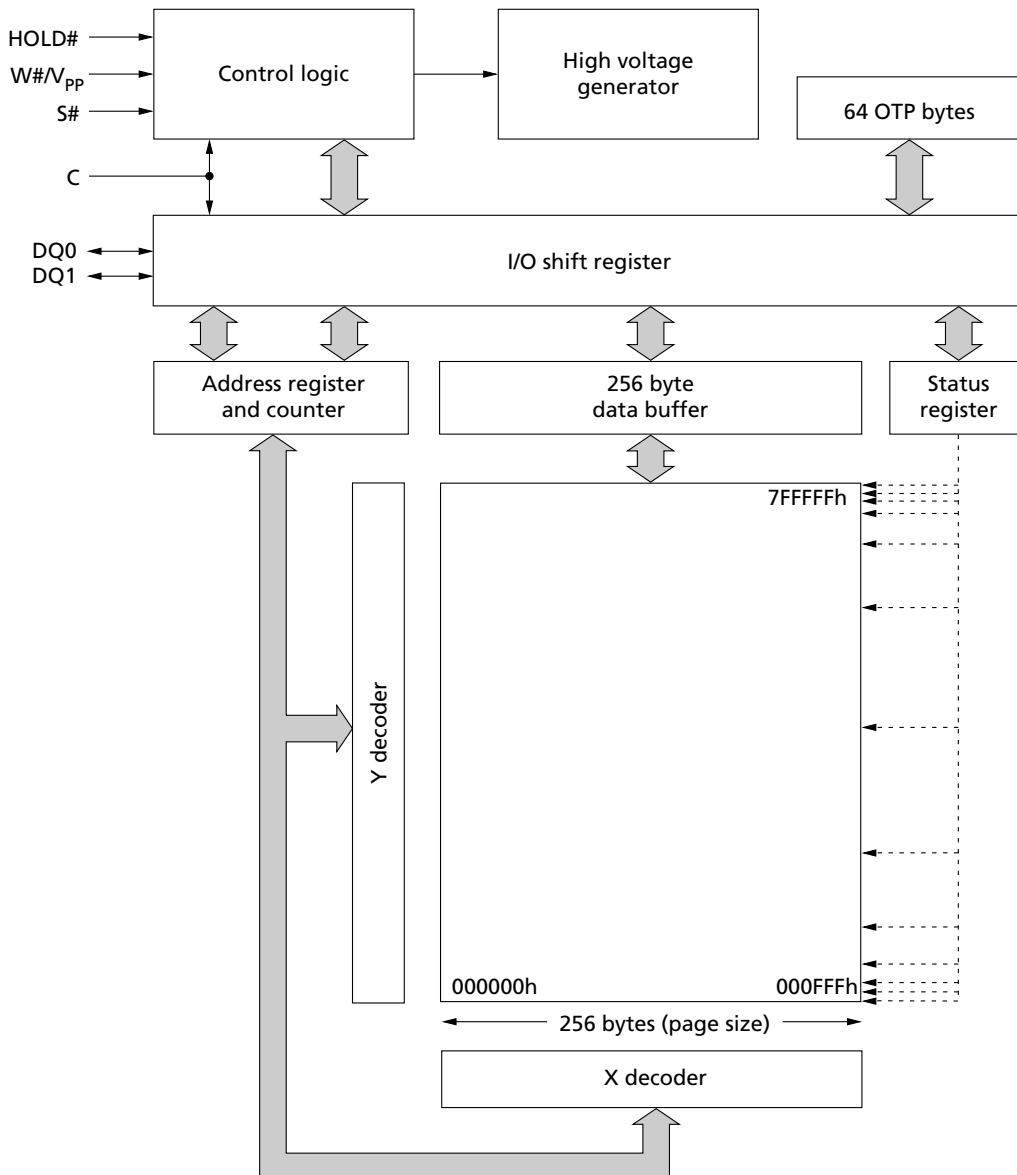 HOLD#
W#/VPP
S#
Control logic
High voltage
generator
64 OTP bytes
C
DQ0
DQ1
I/O shift register
Address register
and counter
256 byte
data buffer
Status
register
7FFFFFh
Y decoder
000000h
000FFFh
256 bytes (page size)
X decoder